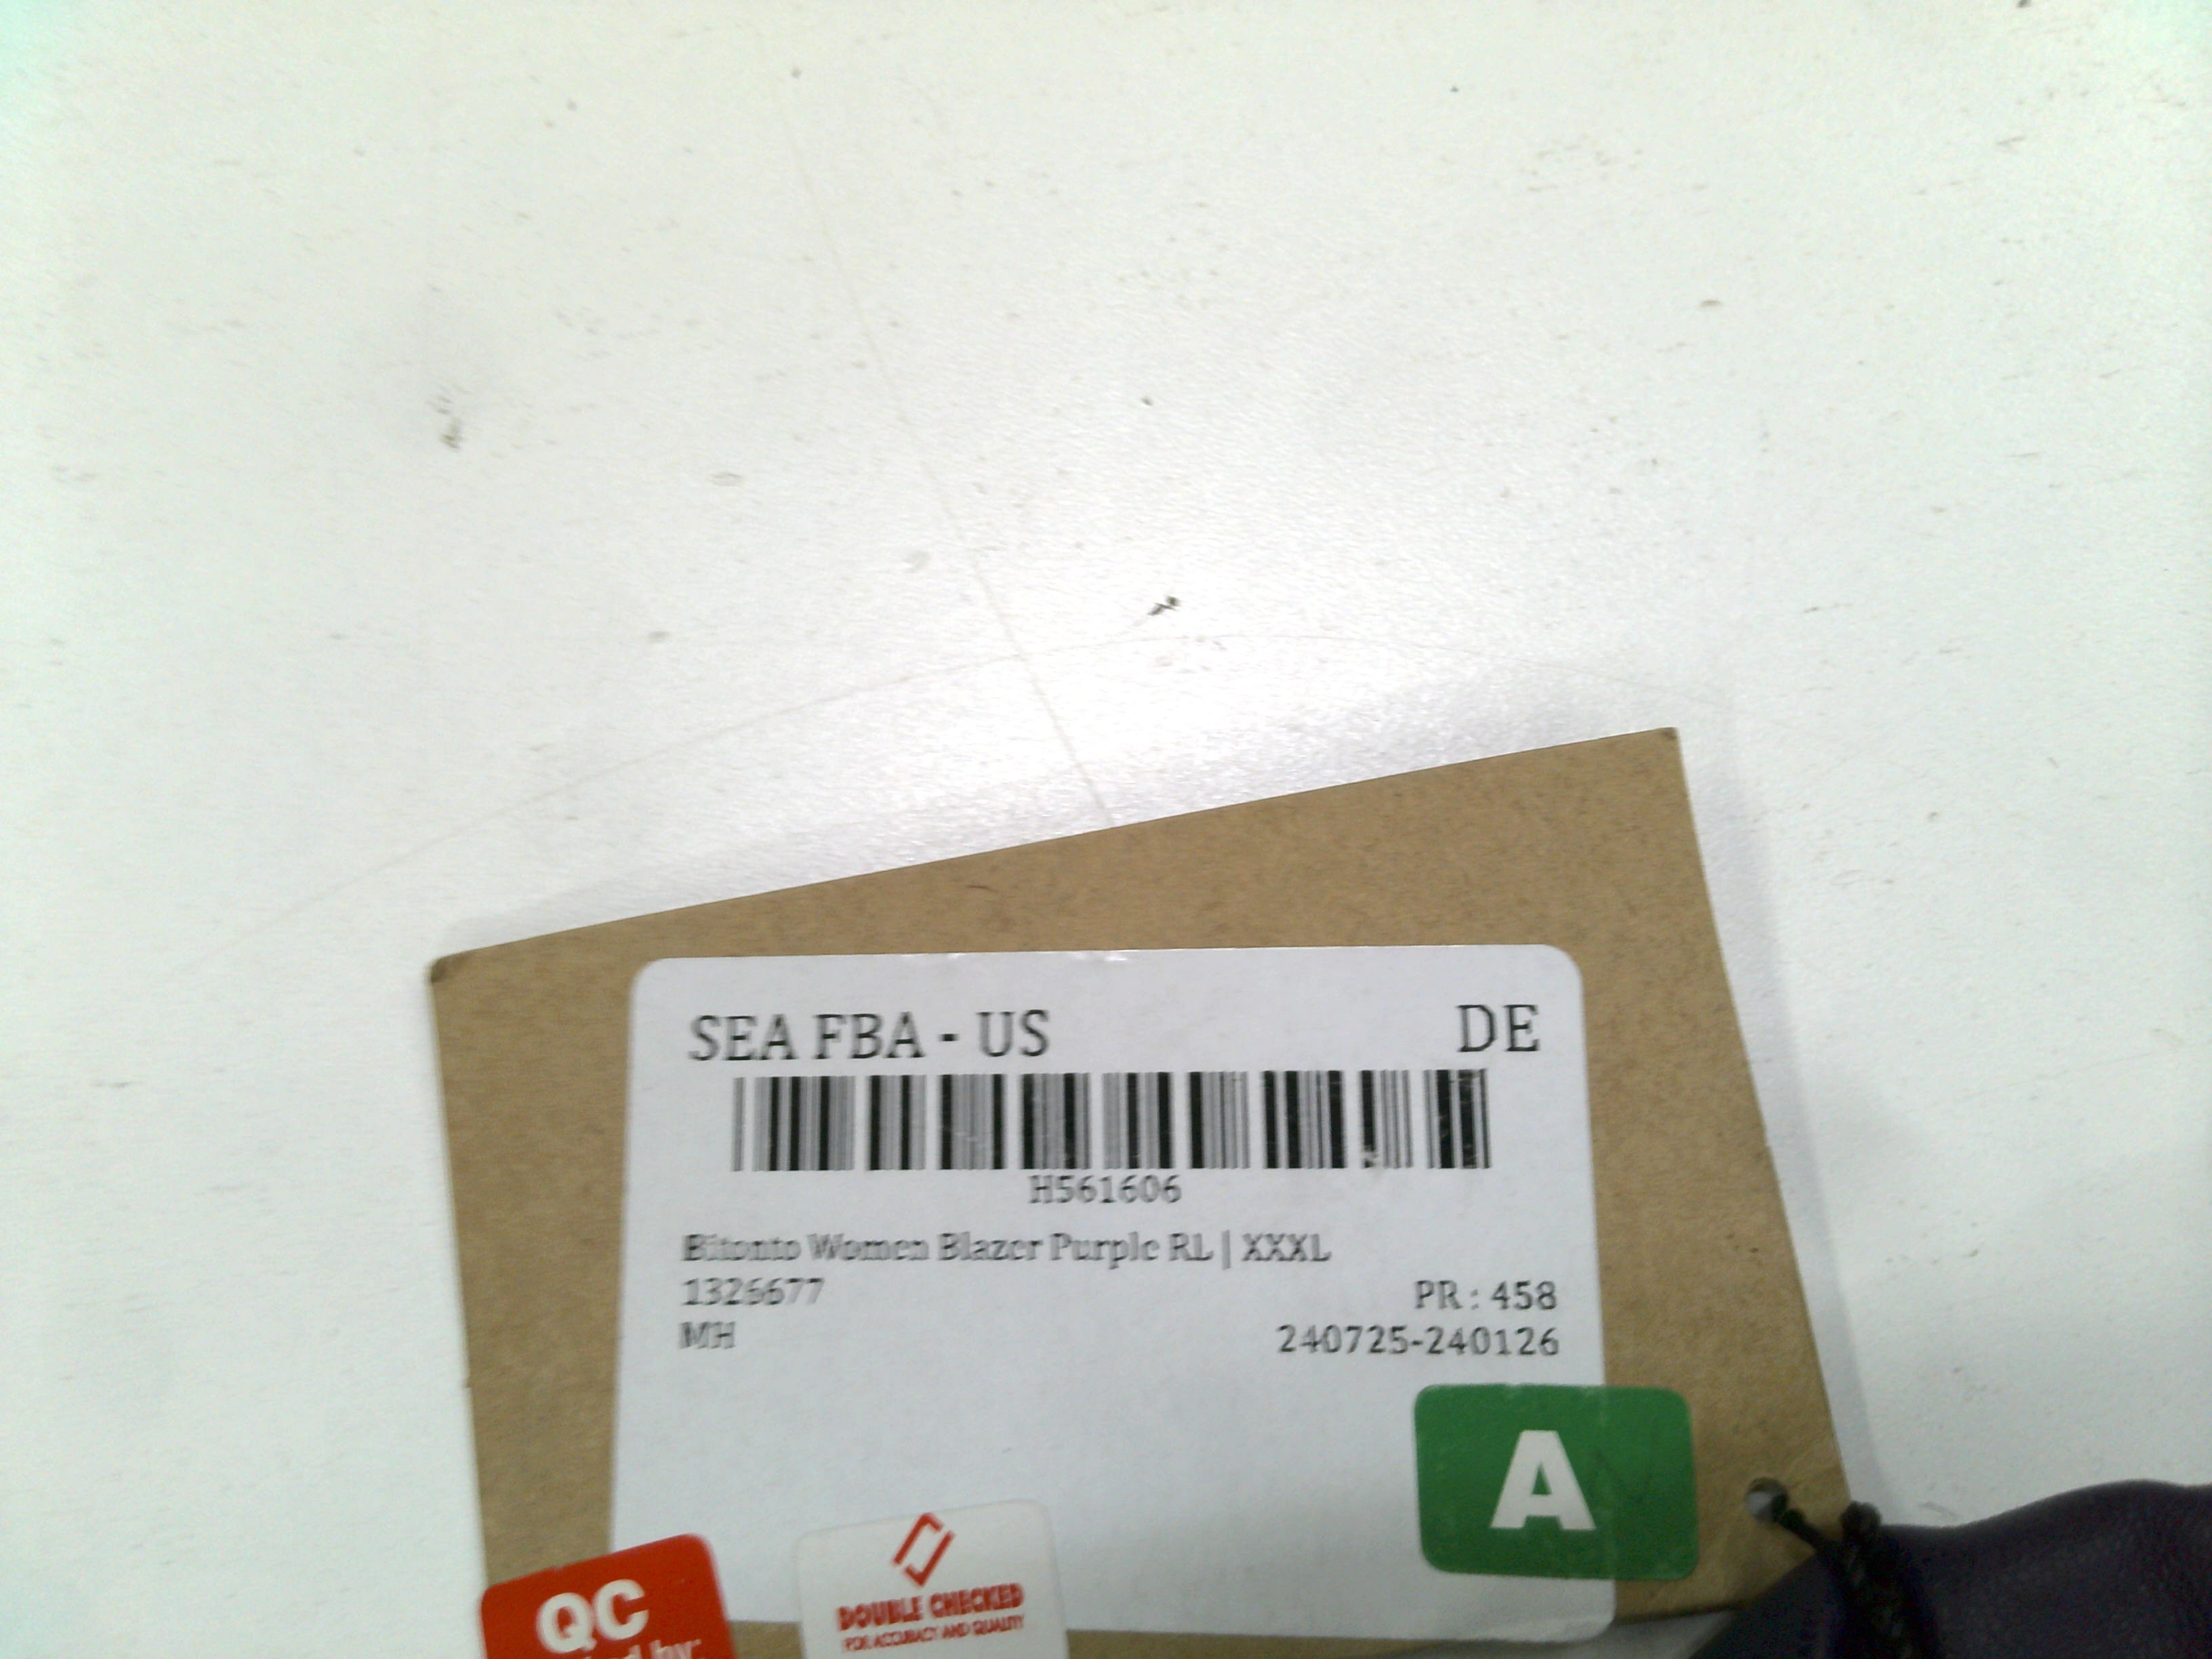 SEA FBA - US DE
H561606
Bitonto Women Blazer Purple RL | XXXL
1326677 PR : 458
MH 240725-240126
A
DOUBLE CHECKED
FOR ACCURACY AND QUALITY
QC
by: